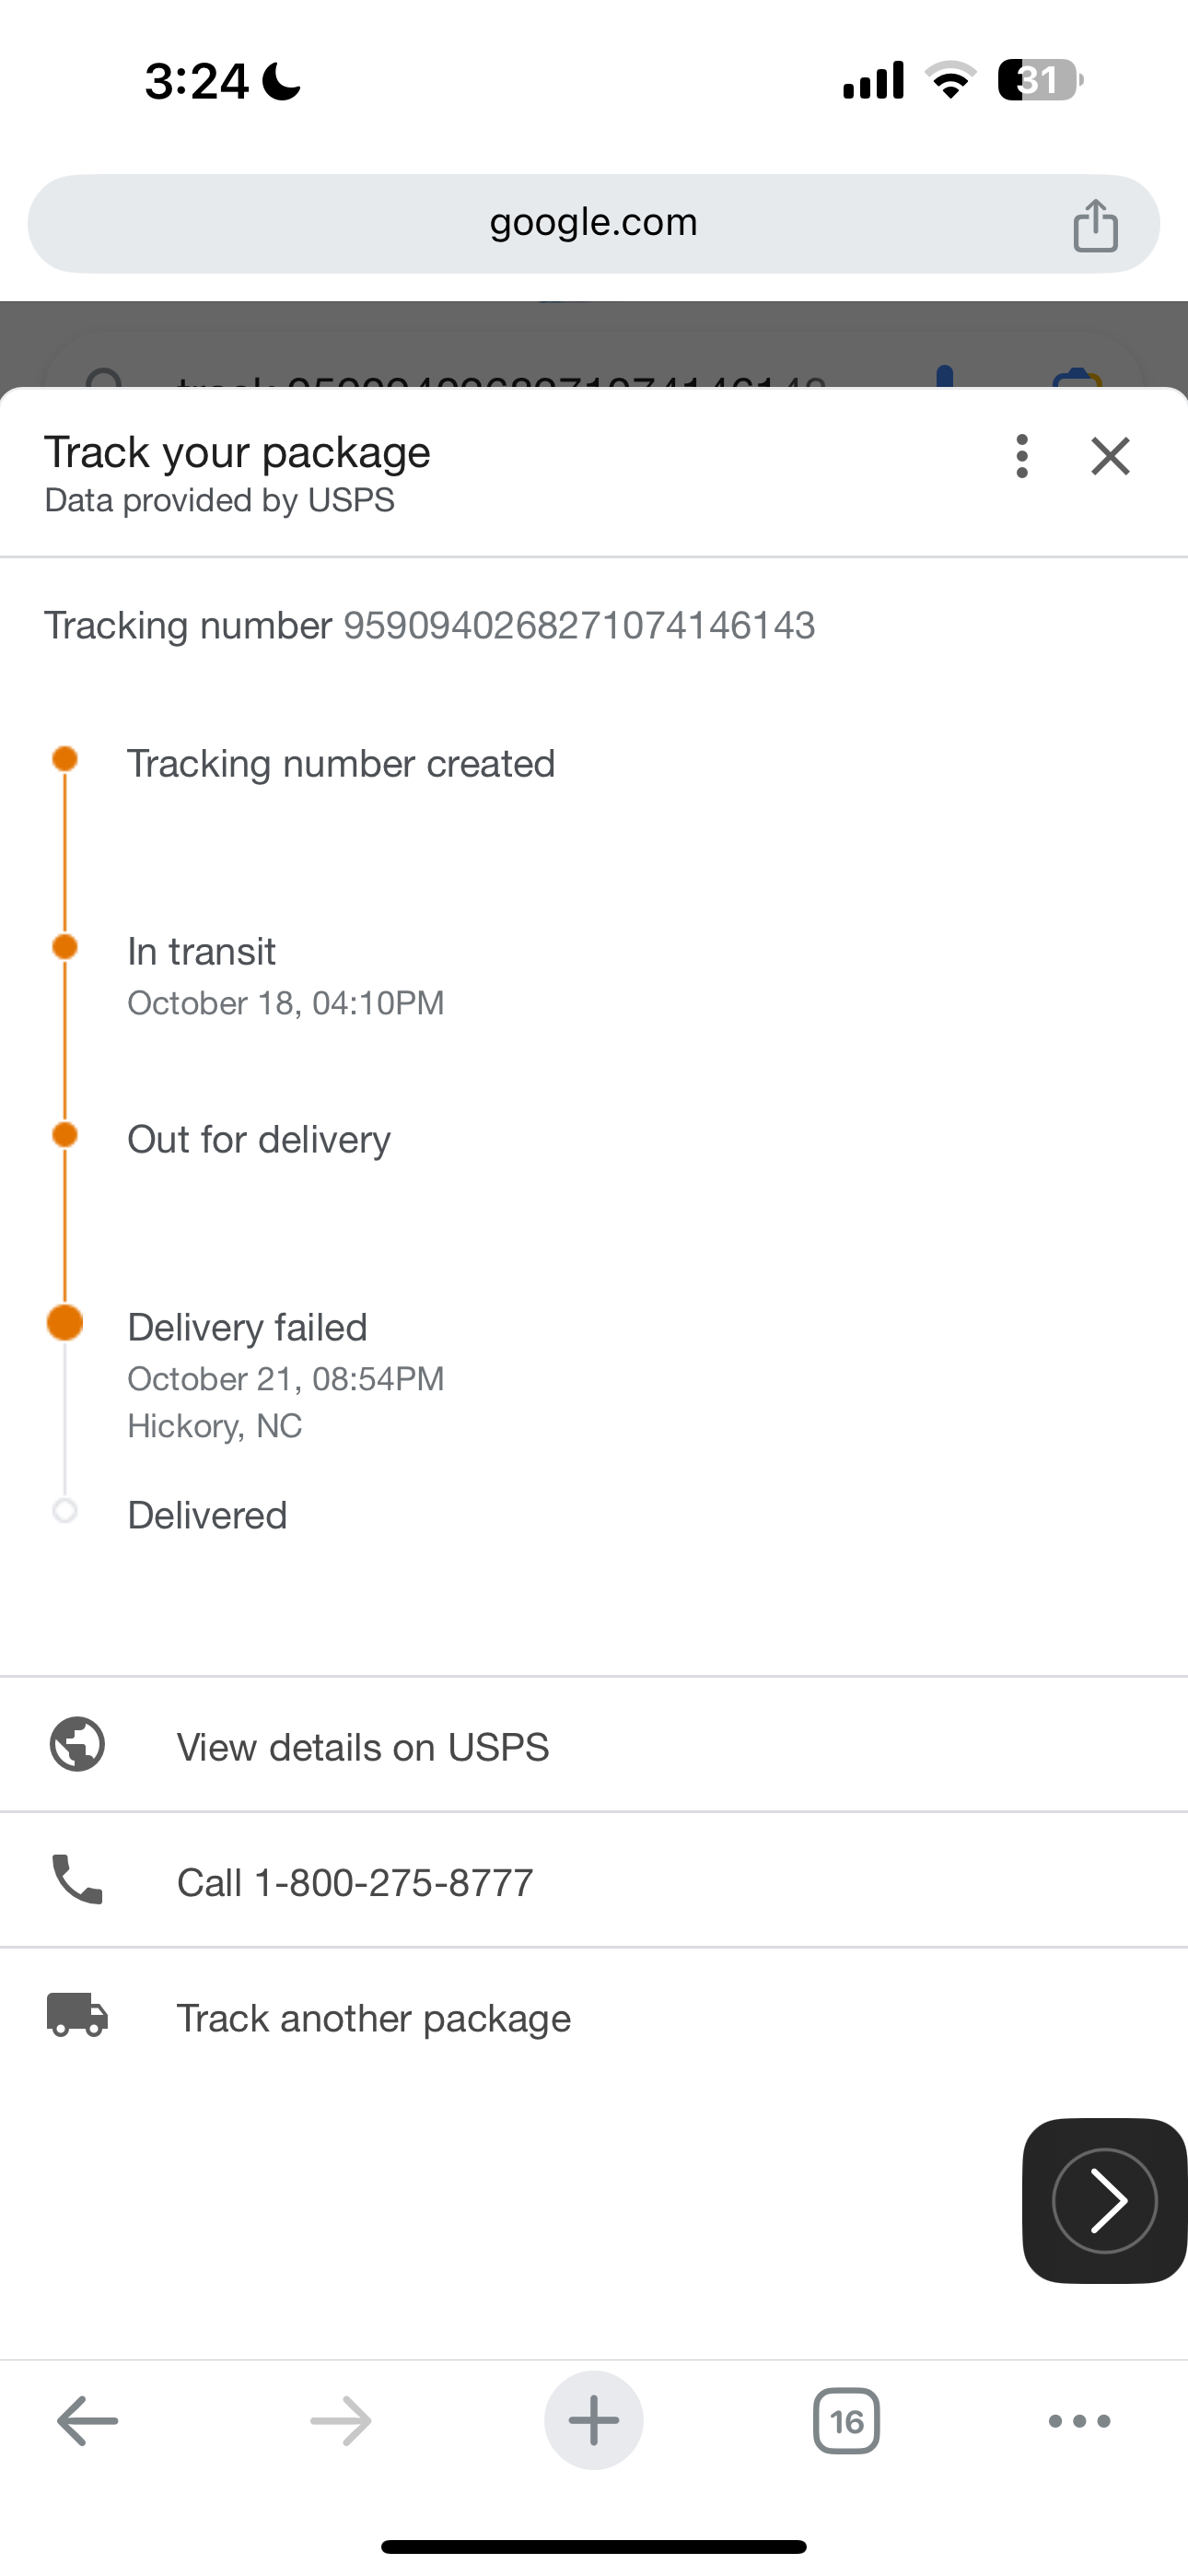 3:24
31
google.com
Track your package
Data provided by USPS
Tracking number 9590940268271074146143
Tracking number created
In transit
October 18, 04:10PM
Out for delivery
Delivery failed
October 21, 08:54PM
Hickory, NC
Delivered
View details on USPS
Call 1-800-275-8777
Track another package
16